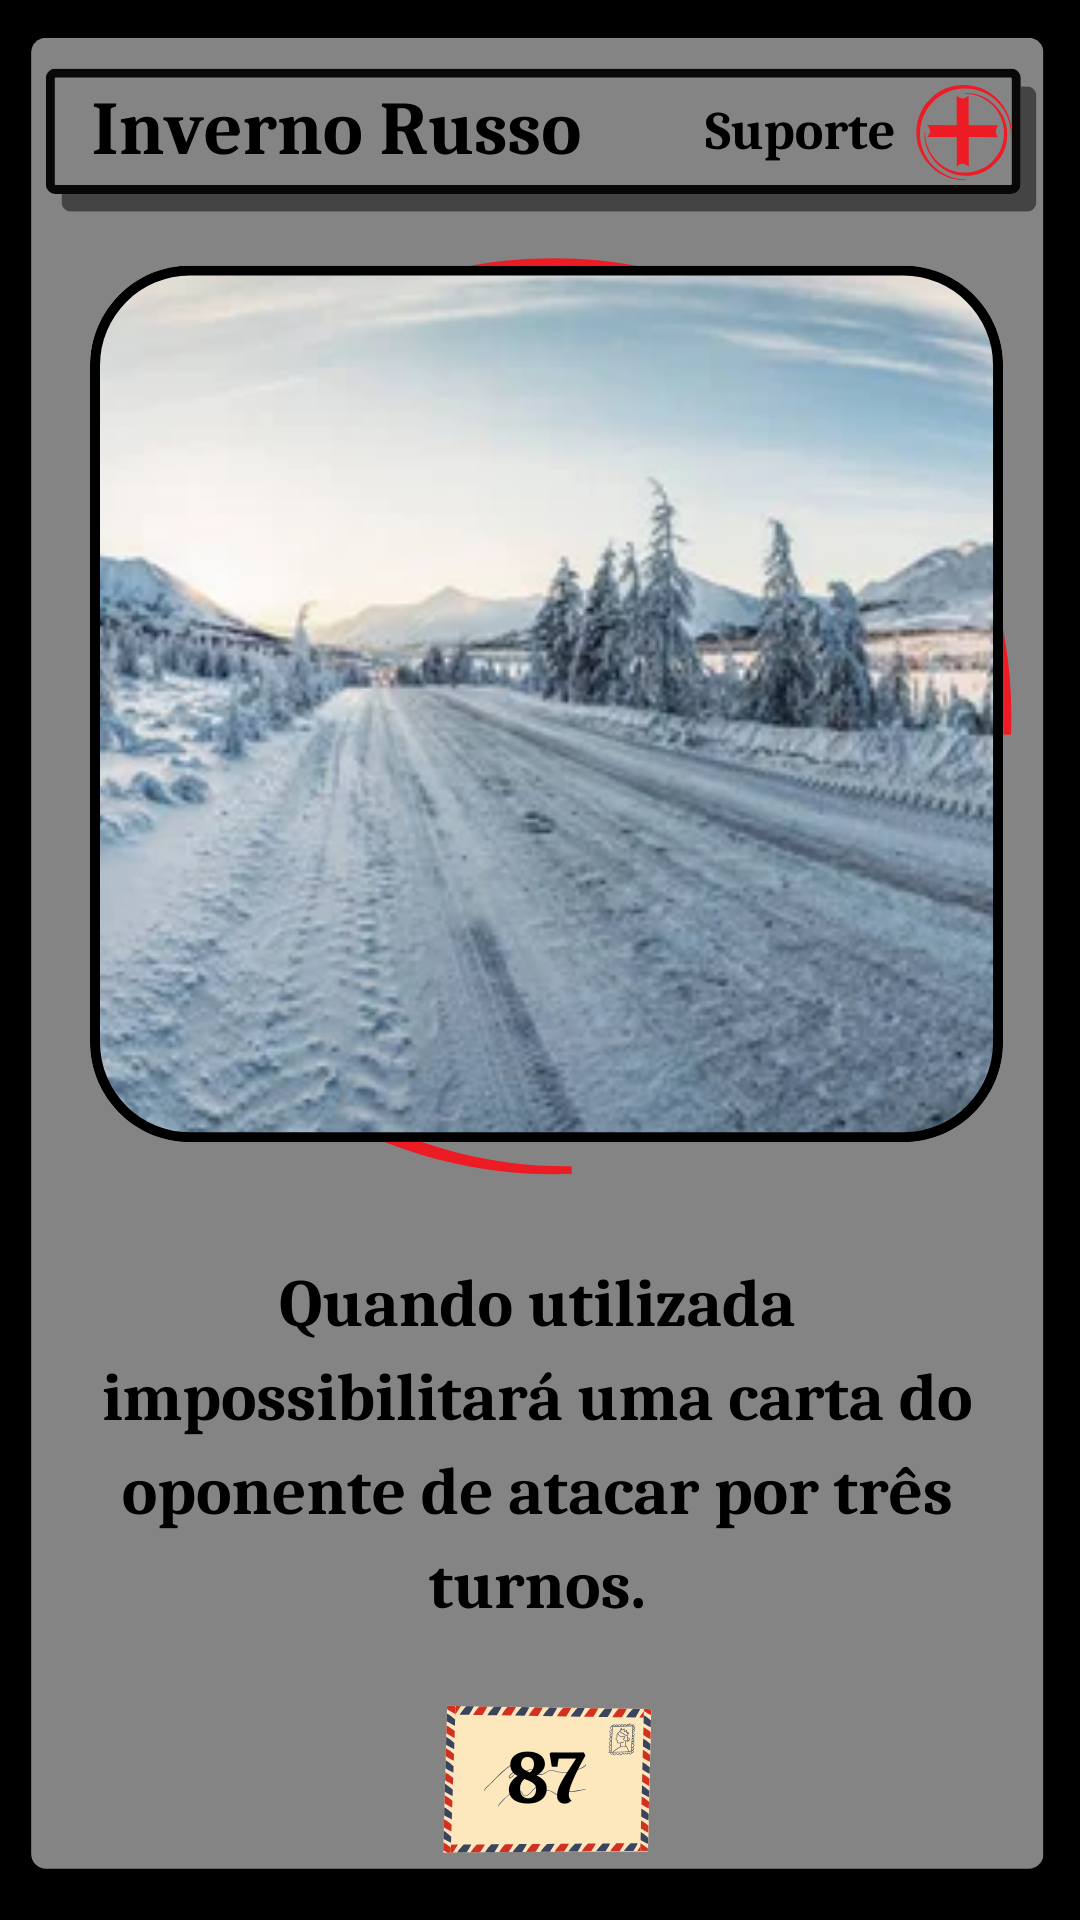 Inverno Russo
Suporte
Quando utilizada
impossibilitará uma carta do
oponente de atacar por três
turnos.
87